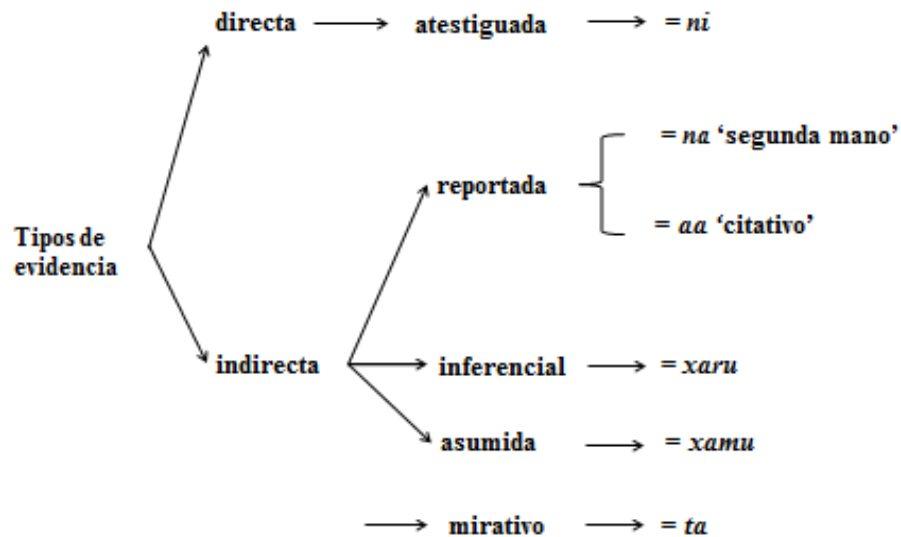 directa atestiguada = ni
= na ‘segunda mano’
reportada
= aa ‘citativo’
Tipos de
evidencia
indirecta inferencial = xaru
asumida = xamu
mirativo = ta